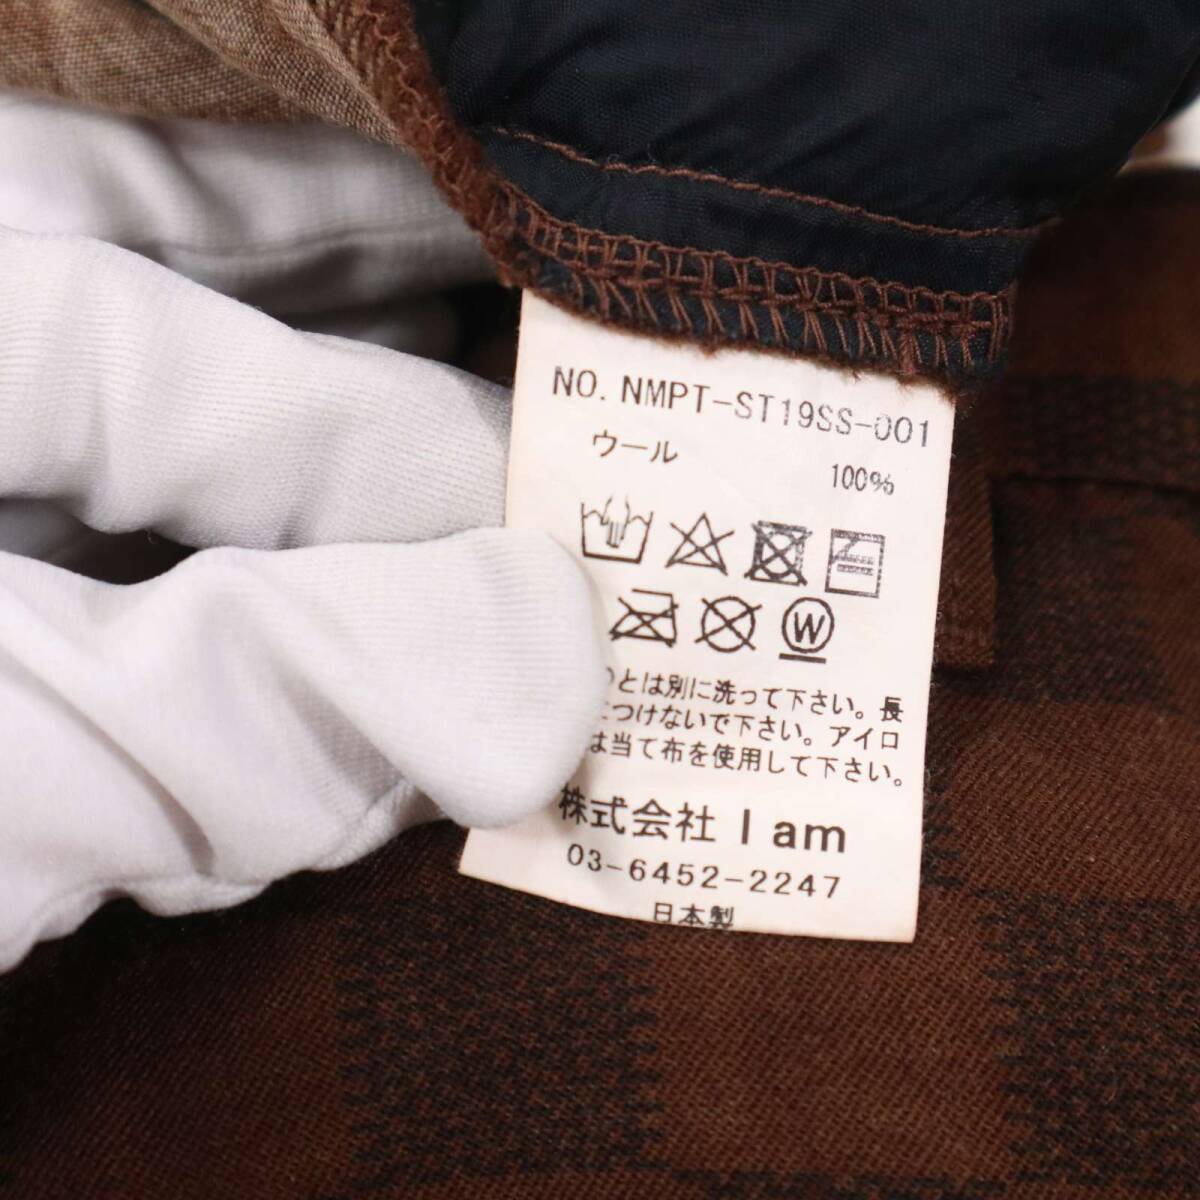 NO. NMPT-ST19SS-001
ウール 100%
W
とは別に洗って下さい。長
につけないで下さい。アイロ
は当て布を使用して下さい。
株式会社 I am
03-6452-2247
日本製